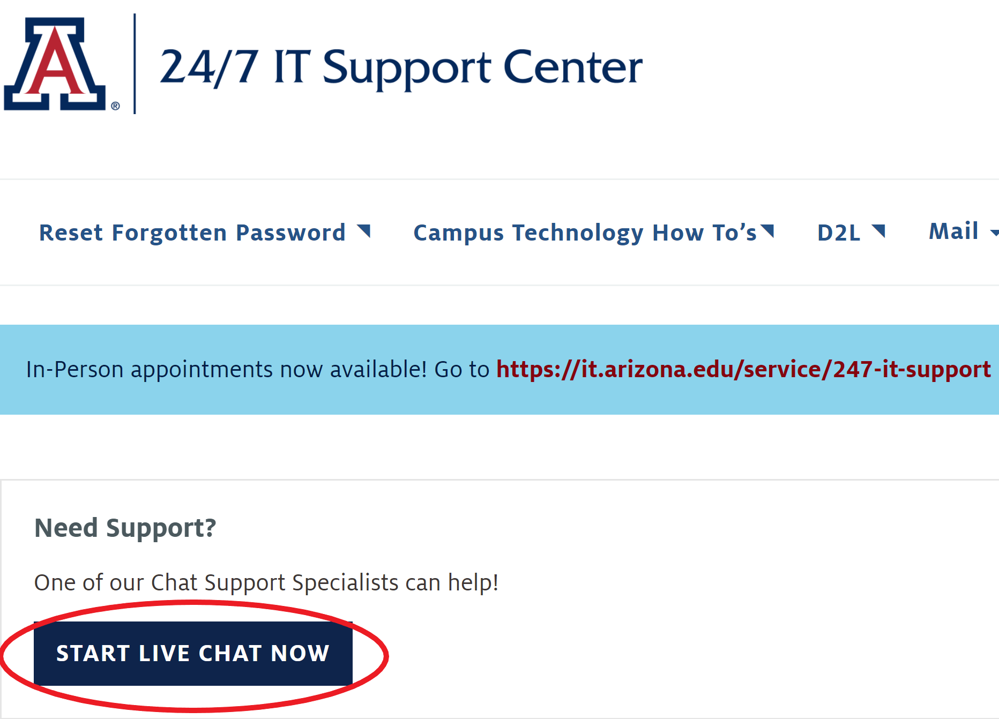 A ®
24/7 IT Support Center
Reset Forgotten Password Campus Technology How To’s D2L Mail
In-Person appointments now available! Go to https://it.arizona.edu/service/247-it-support
Need Support?
One of our Chat Support Specialists can help!
START LIVE CHAT NOW